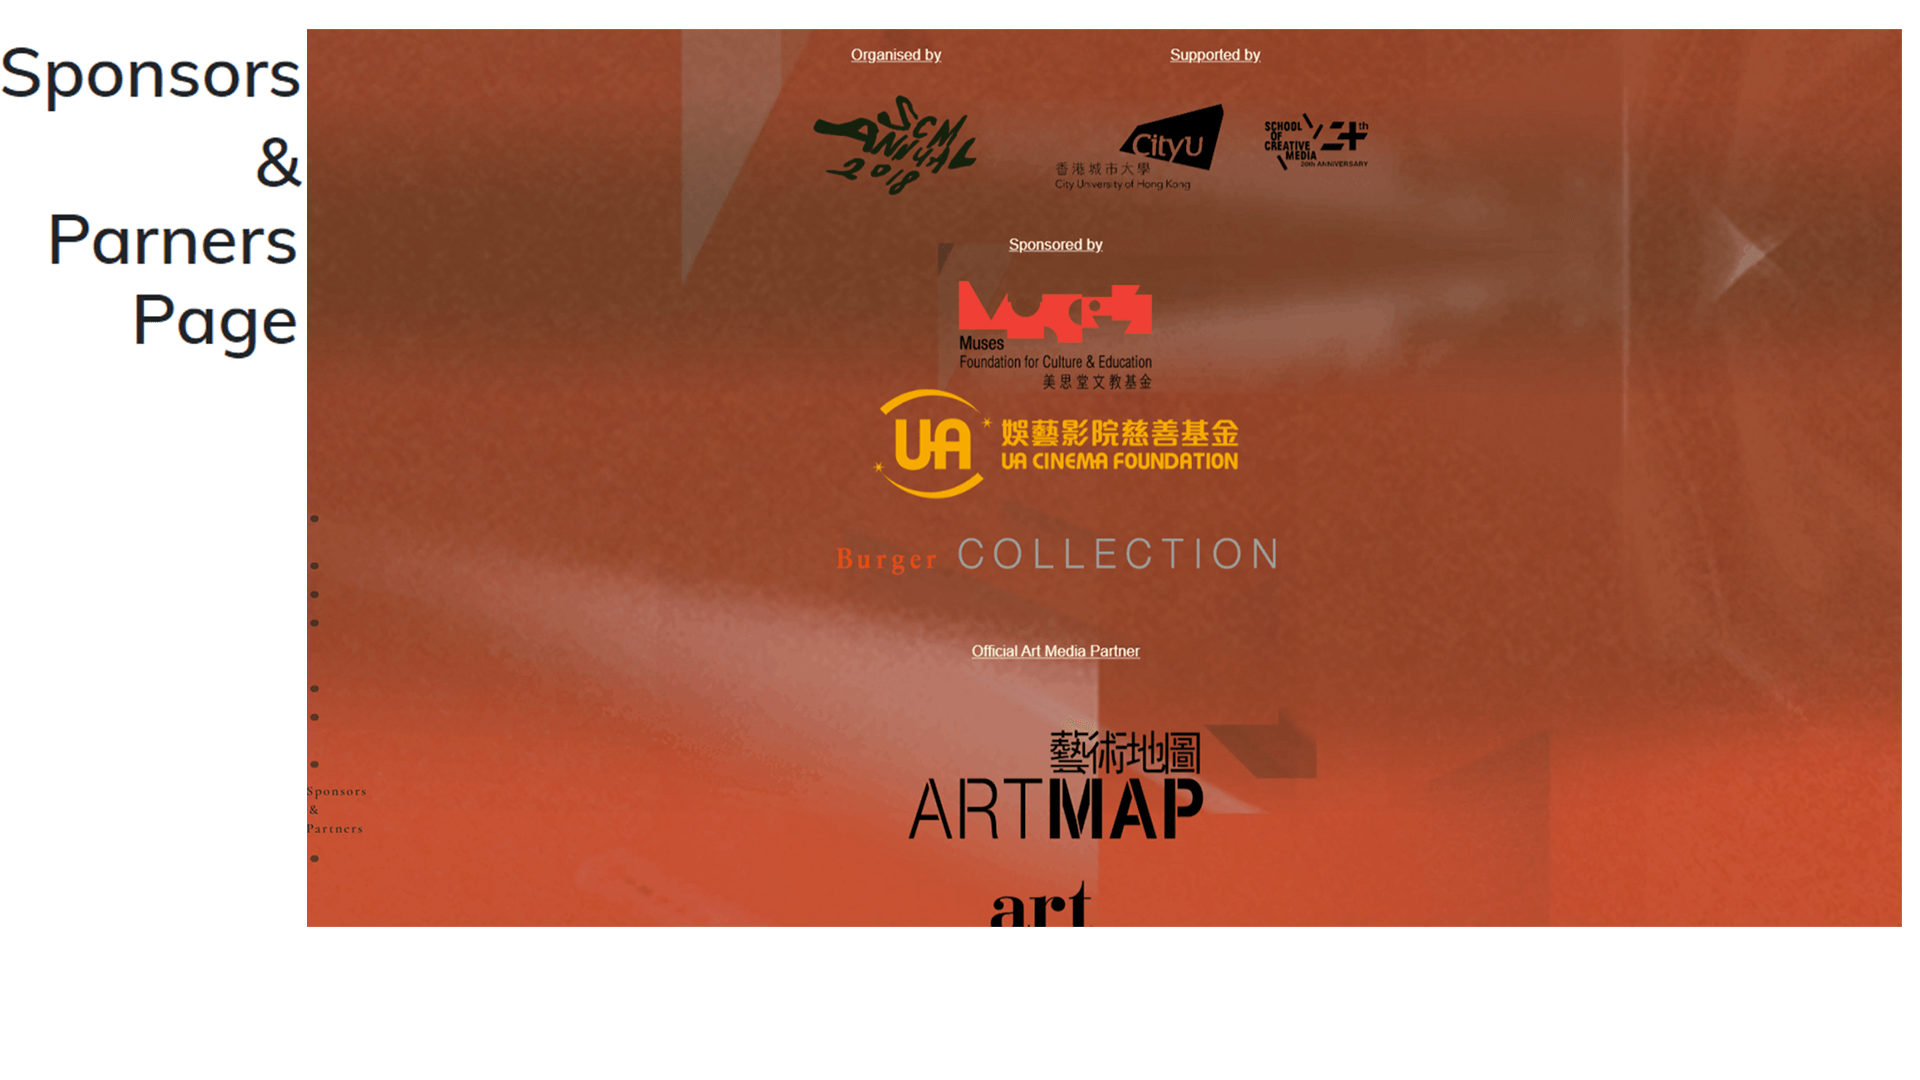 Sponsors
&
Parners
Page
Organised by
SCM
ANNUAL
2018
Supported by
CityU
香港城市大學
City University of Hong Kong
SCHOOL
OF
CREATIVE
MEDIA
th
20th ANNIVERSARY
Sponsored by
Muses
Muses
Foundation for Culture & Education
美思堂文教基金
UA
娛藝影院慈善基金
UA CINEMA FOUNDATION
Burger COLLECTION
Official Art Media Partner
藝術地圖
ARTMAP
art
Sponsors
&
Partners